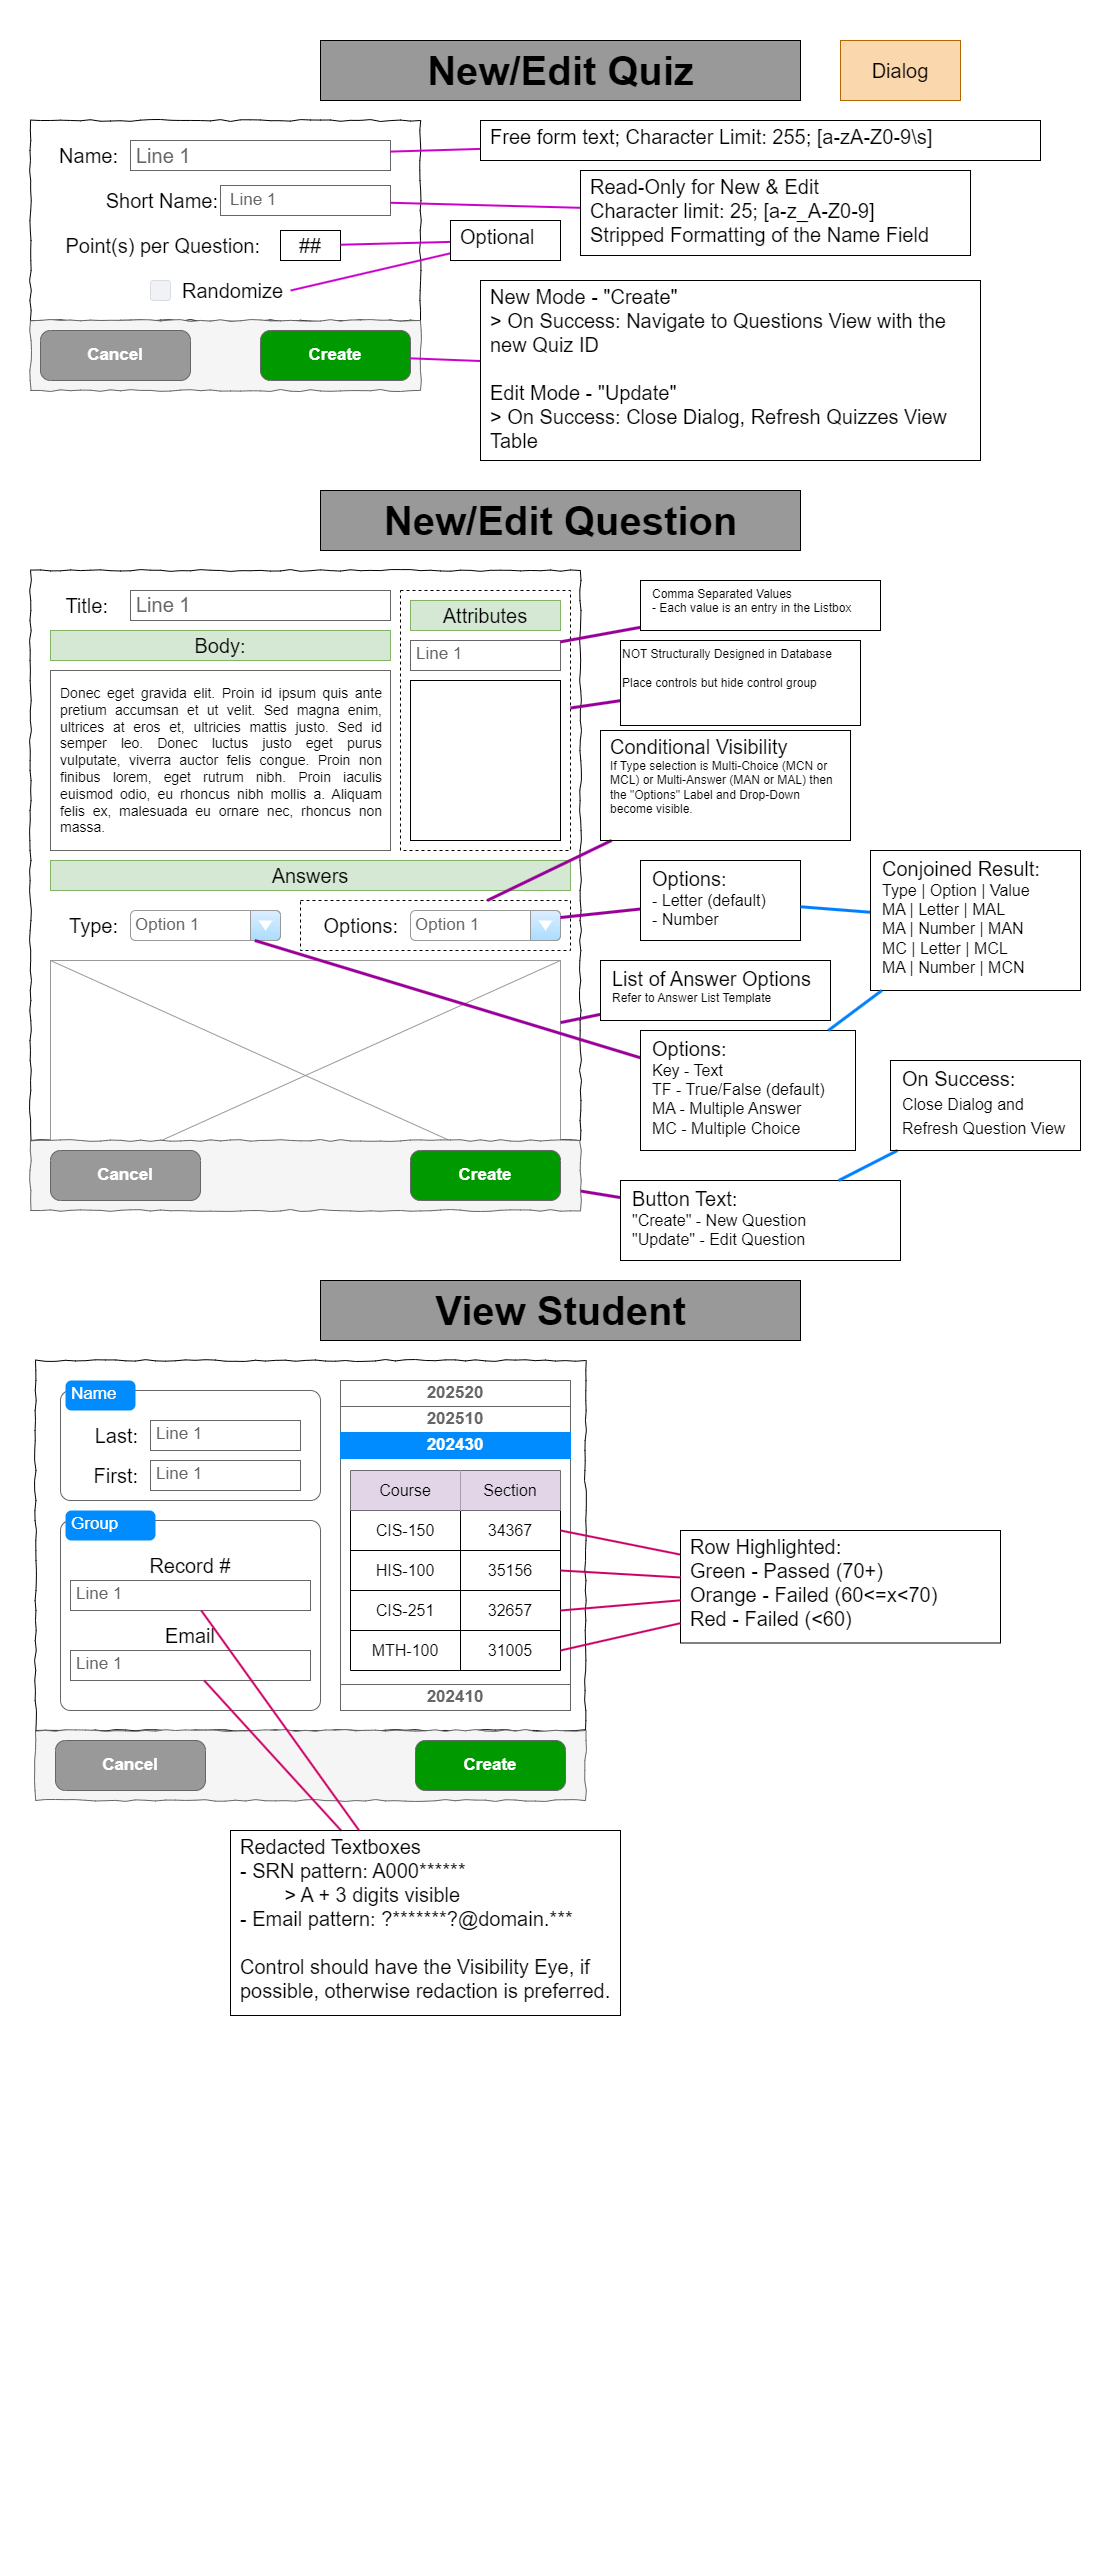 New/Edit Quiz
Dialog
Name:
Line 1
Free form text; Character Limit: 255; [a-zA-Z0-9\s]
Short Name:
Line 1
Read-Only for New & Edit
Character limit: 25; [a-z_A-Z0-9]
Stripped Formatting of the Name Field
Point(s) per Question:
##
Optional
Randomize
Cancel
Create
New Mode - "Create"
> On Success: Navigate to Questions View with the
new Quiz ID
Edit Mode - "Update"
> On Success: Close Dialog, Refresh Quizzes View
Table
New/Edit Question
Title:
Line 1
Body:
Donec eget gravida elit. Proin id ipsum quis ante
pretium accumsan et ut velit. Sed magna enim,
ultrices at eros et, ultricies mattis justo. Sed id
semper leo. Donec luctus justo eget purus
vulputate, viverra auctor felis congue. Proin non
finibus lorem, eget rutrum nibh. Proin iaculis
euismod odio, eu rhoncus nibh mollis a. Aliquam
felis ex, malesuada eu ornare nec, rhoncus non
massa.
Attributes
Line 1
Comma Separated Values
- Each value is an entry in the Listbox
NOT Structurally Designed in Database
Place controls but hide control group
Conditional Visibility
If Type selection is Multi-Choice (MCN or
MCL) or Multi-Answer (MAN or MAL) then
the "Options" Label and Drop-Down
become visible.
Answers
Type:
Option 1
Options:
Option 1
Options:
- Letter (default)
- Number
Conjoined Result:
Type | Option | Value
MA | Letter | MAL
MA | Number | MAN
MC | Letter | MCL
MA | Number | MCN
List of Answer Options
Refer to Answer List Template
Options:
Key - Text
TF - True/False (default)
MA - Multiple Answer
MC - Multiple Choice
On Success:
Close Dialog and
Refresh Question View
Cancel
Create
Button Text:
"Create" - New Question
"Update" - Edit Question
View Student
Name
Last:
Line 1
First:
Line 1
Group
Record #
Line 1
Email
Line 1
202520
202510
202430
Course Section
CIS-150 34367
HIS-100 35156
CIS-251 32657
MTH-100 31005
202410
Row Highlighted:
Green - Passed (70+)
Orange - Failed (60<=x<70)
Red - Failed (<60)
Cancel
Create
Redacted Textboxes
- SRN pattern: A000******
> A + 3 digits visible
- Email pattern: ?*******?@domain.***
Control should have the Visibility Eye, if
possible, otherwise redaction is preferred.